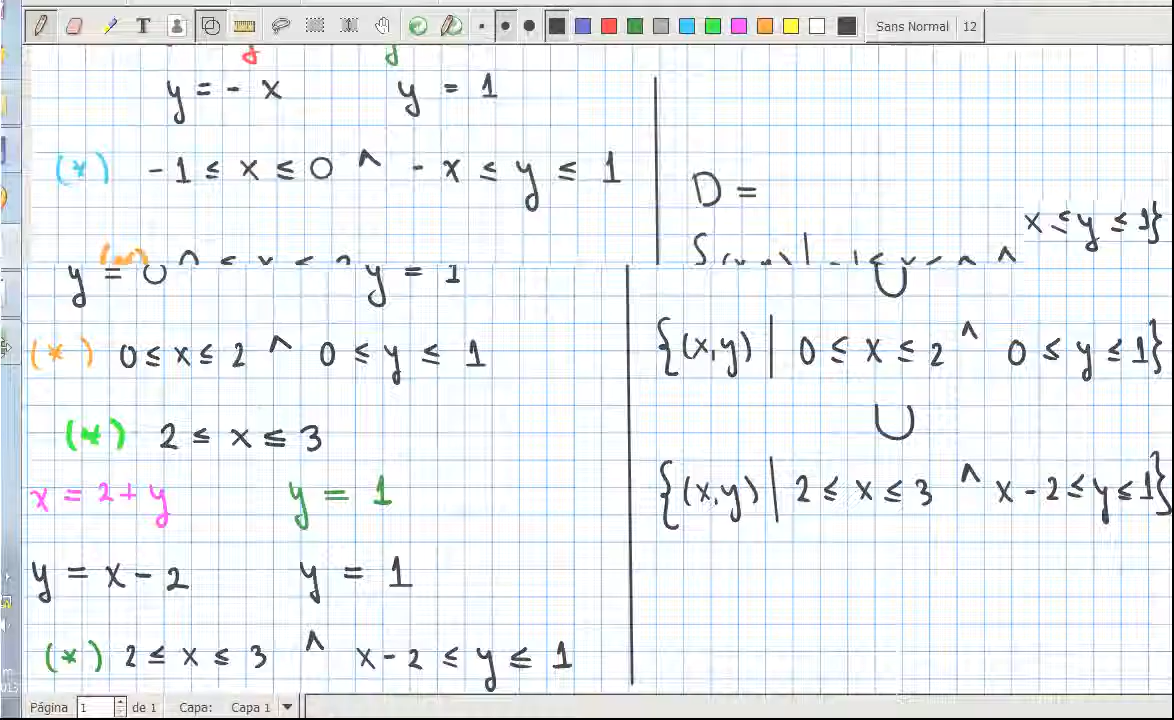 T Sans Normal 12
y = - x y = 1
(*) -1 ≤ x ≤ 0 ^ - x ≤ y ≤ 1
y = 0 y = 1
(*) 0 ≤ x ≤ 2 ^ 0 ≤ y ≤ 1
(*) 2 ≤ x ≤ 3
x = 2 + y y = 1
y = x - 2 y = 1
(*) 2 ≤ x ≤ 3 ^ x - 2 ≤ y ≤ 1
D =
x ≤ y ≤ 1}
∪
{(x,y) | 0 ≤ x ≤ 2 ^ 0 ≤ y ≤ 1}
∪
{(x,y) | 2 ≤ x ≤ 3 ^ x - 2 ≤ y ≤ 1}
Página 1 de 1 Capa: Capa 1